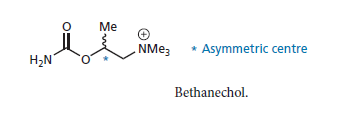 O Me
⊕
H₂N O * NMe₃ * Asymmetric centre
Bethanechol.